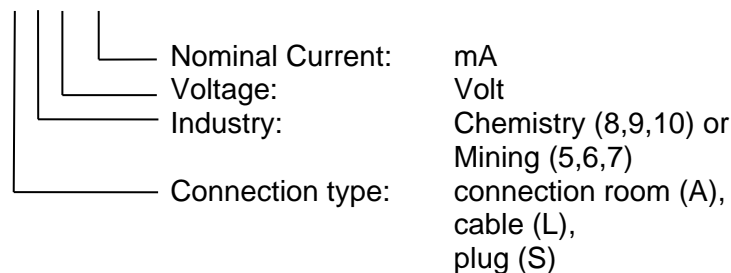 Nominal Current: mA
Voltage: Volt
Industry: Chemistry (8,9,10) or
Mining (5,6,7)
Connection type: connection room (A),
cable (L),
plug (S)